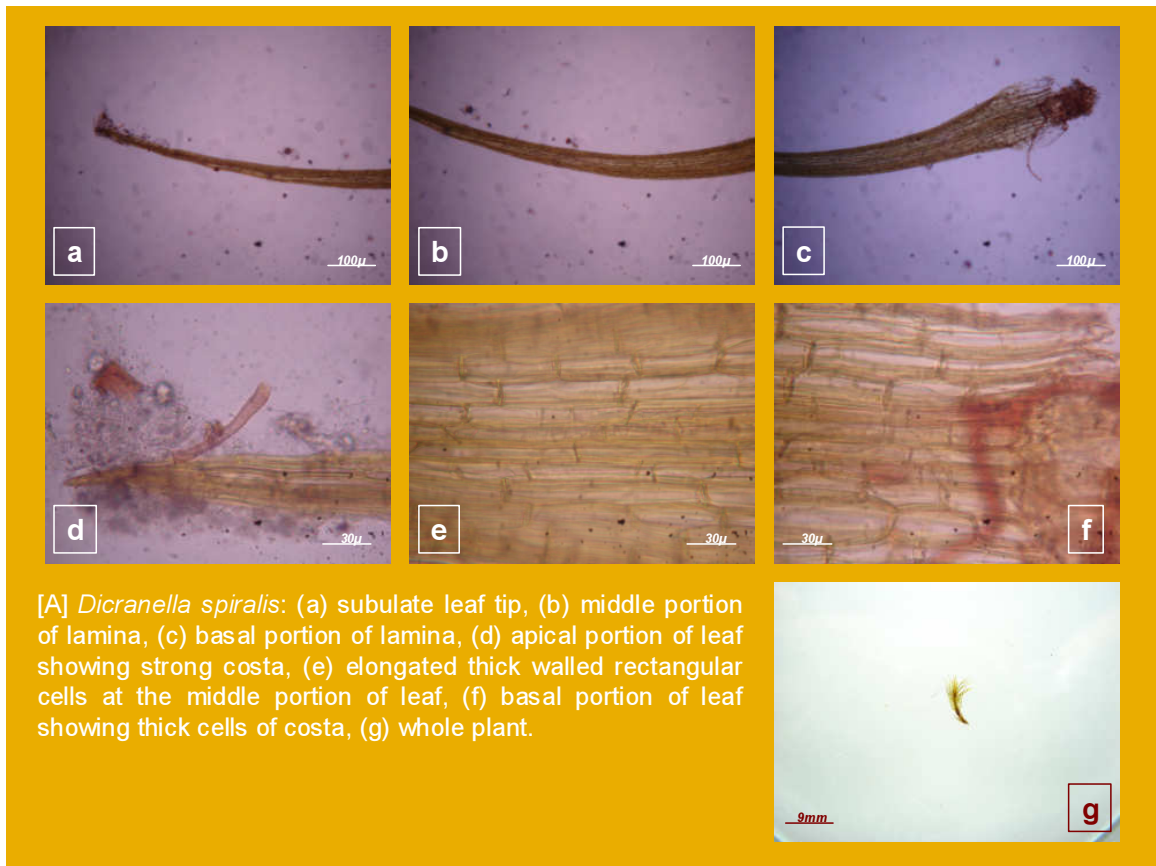 a
100µ
b
100µ
c
100µ
d
30µ
e
30µ
30µ
f
[A] Dicranella spiralis: (a) subulate leaf tip, (b) middle portion
of lamina, (c) basal portion of lamina, (d) apical portion of leaf
showing strong costa, (e) elongated thick walled rectangular
cells at the middle portion of leaf, (f) basal portion of leaf
showing thick cells of costa, (g) whole plant.
9mm
g